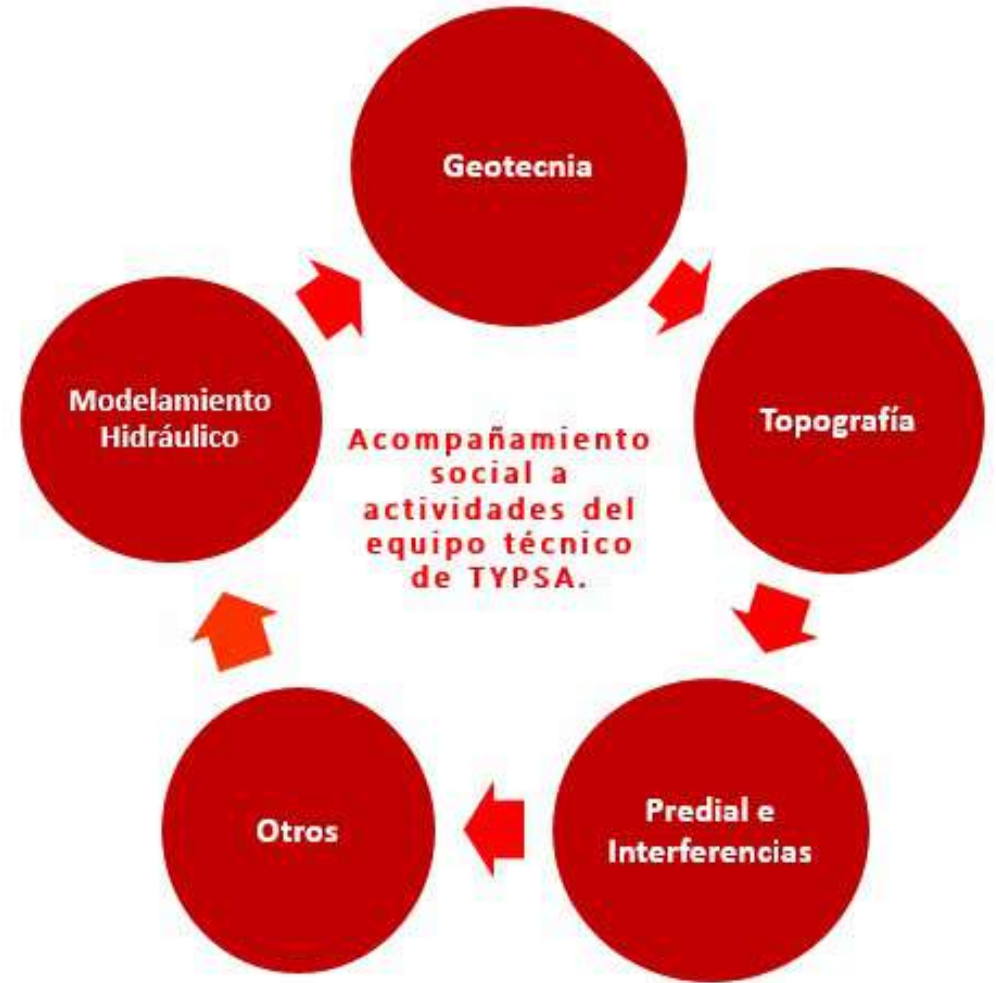 Geotecnia
Topografía
Predial e
Interferencias
Otros
Modelamiento
Hidráulico
Acompañamiento
social a
actividades del
equipo técnico
de TYPSA.